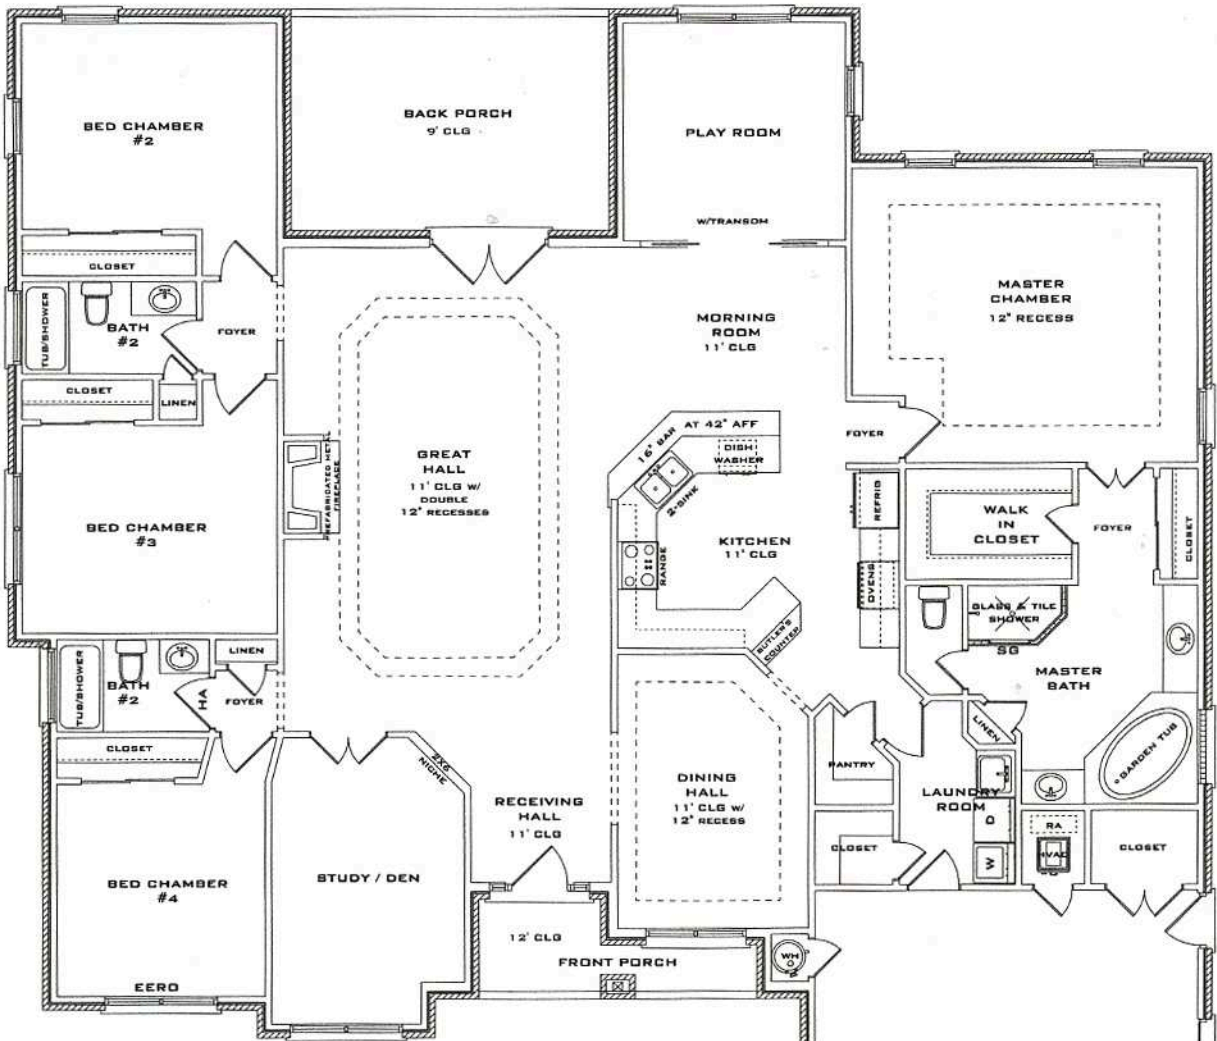 BED CHAMBER
#2
BACK PORCH
9' CLG
PLAY ROOM
W/TRANSOM
CLOSET
TUB/SHOWER
BATH
#2
FOYER
LINEN
CLOSET
MASTER
CHAMBER
12" RECESS
MORNING
ROOM
11' CLG
GREAT
HALL
11' CLG W/
DOUBLE
12" RECESSES
PREFABRICATED METAL
FIREPLACE
16" BAR
AT 42" AFF
DISH
WASHER
2-SINK
FOYER
REFRIG
BED CHAMBER
#3
KITCHEN
11' CLG
RANGE
OVENS
BUTLER'S
COUNTER
WALK
IN
CLOSET
FOYER
CLOSET
GLASS & TILE
SHOWER
SG
MASTER
BATH
TUB/SHOWER
BATH
#2
HA
LINEN
FOYER
CLOSET
2X6
NICHE
RECEIVING
HALL
11' CLG
DINING
HALL
11' CLG W/
12" RECESS
PANTRY
LINEN
LAUNDRY
ROOM
D
W
GARDEN TUB
BED CHAMBER
#4
STUDY / DEN
CLOSET
RA
HVAC
CLOSET
12' CLG
FRONT PORCH
WH
EERO